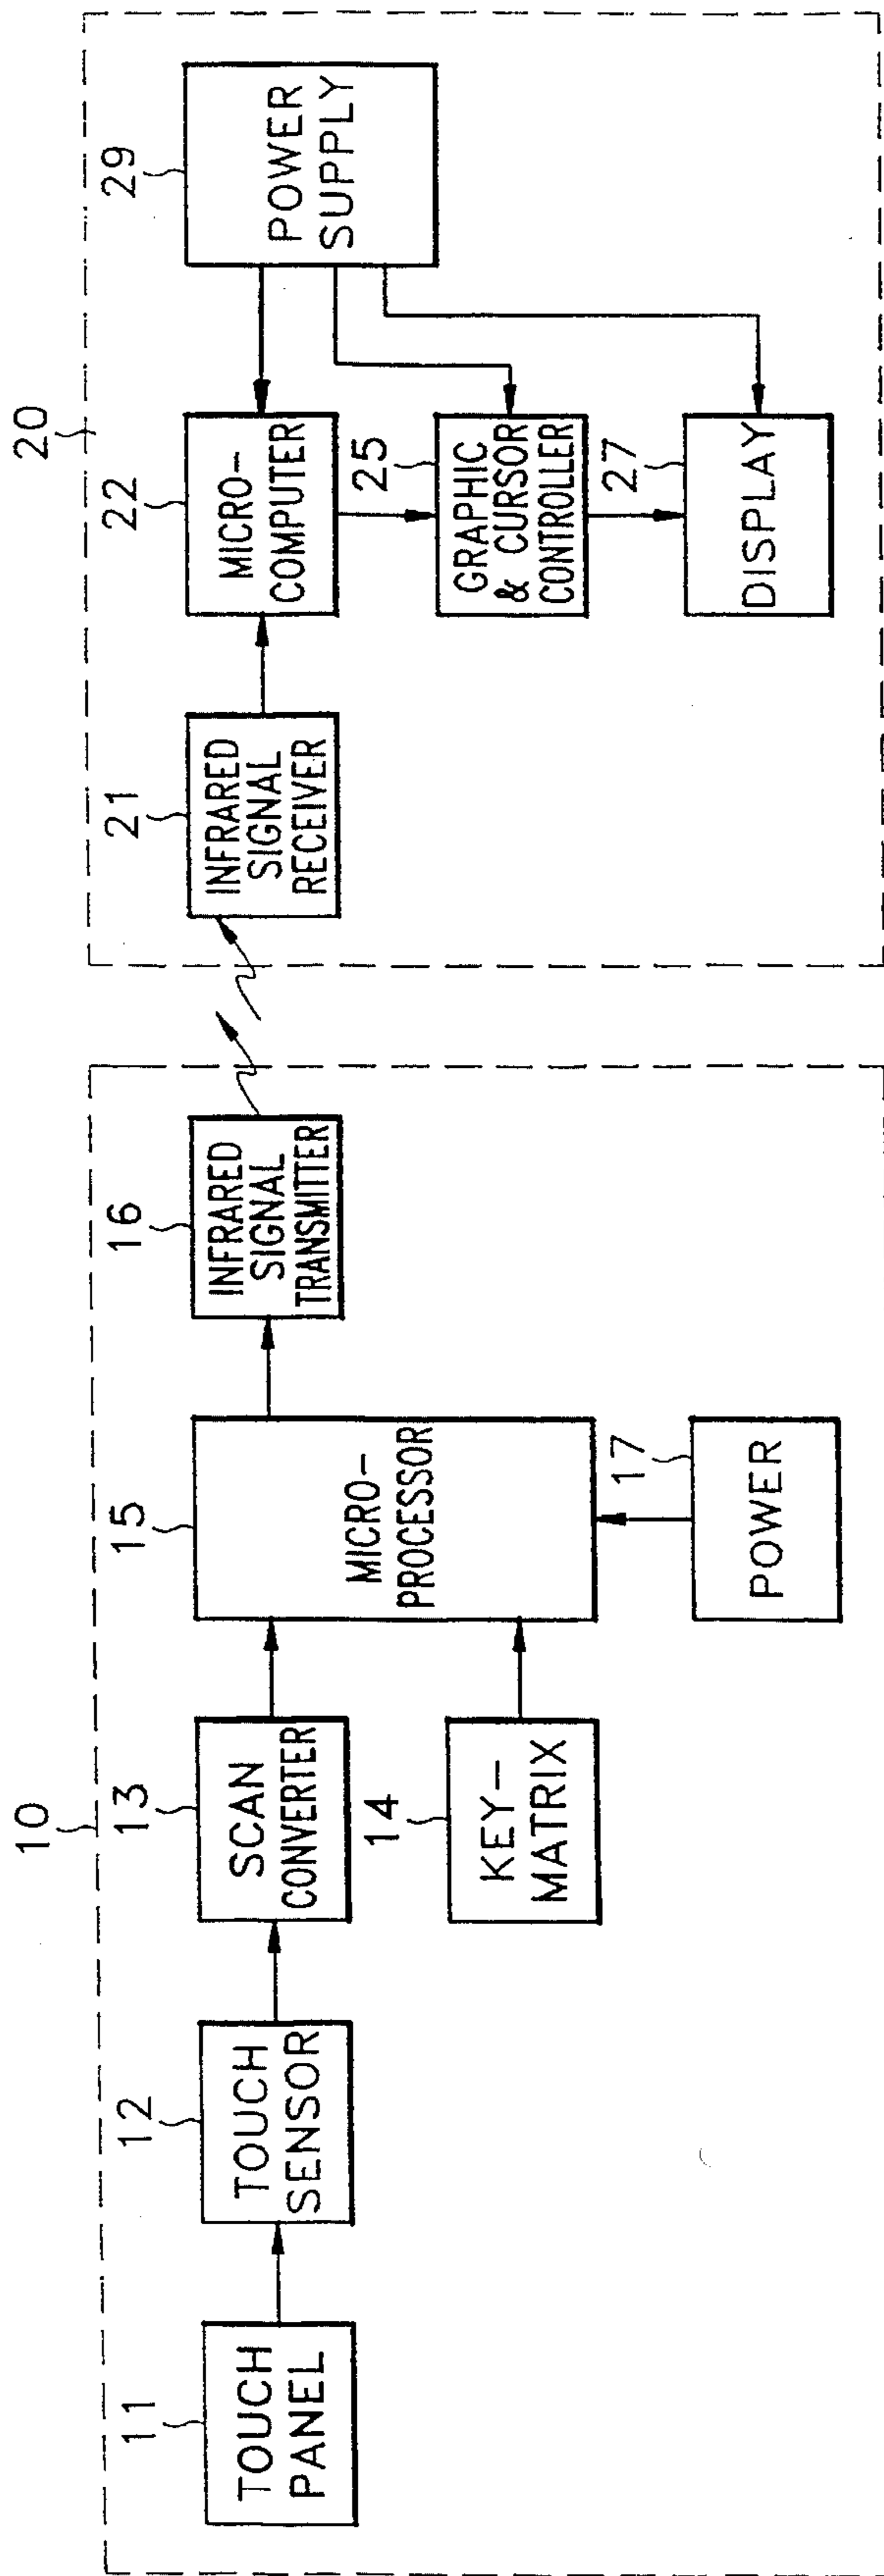 10
11
TOUCH
PANEL
12
TOUCH
SENSOR
13
SCAN
CONVERTER
14
KEY-
MATRIX
15
MICRO-
PROCESSOR
17
POWER
16
INFRARED
SIGNAL
TRANSMITTER
20
21
INFRARED
SIGNAL
RECEIVER
22
MICRO-
COMPUTER
25
GRAPHIC
& CURSOR
CONTROLLER
27
DISPLAY
29
POWER
SUPPLY